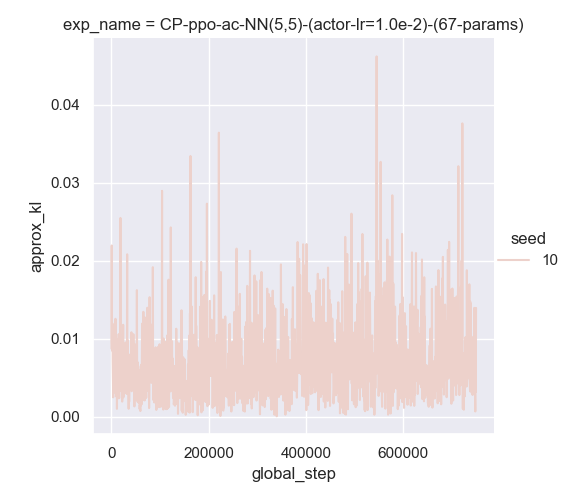 exp_name = CP-ppo-ac-NN(5,5)-(actor-lr=1.0e-2)-(67-params)
0.04
0.03
0.02
0.01
0.00
approx_kl
0
200000
400000
600000
global_step
seed
10